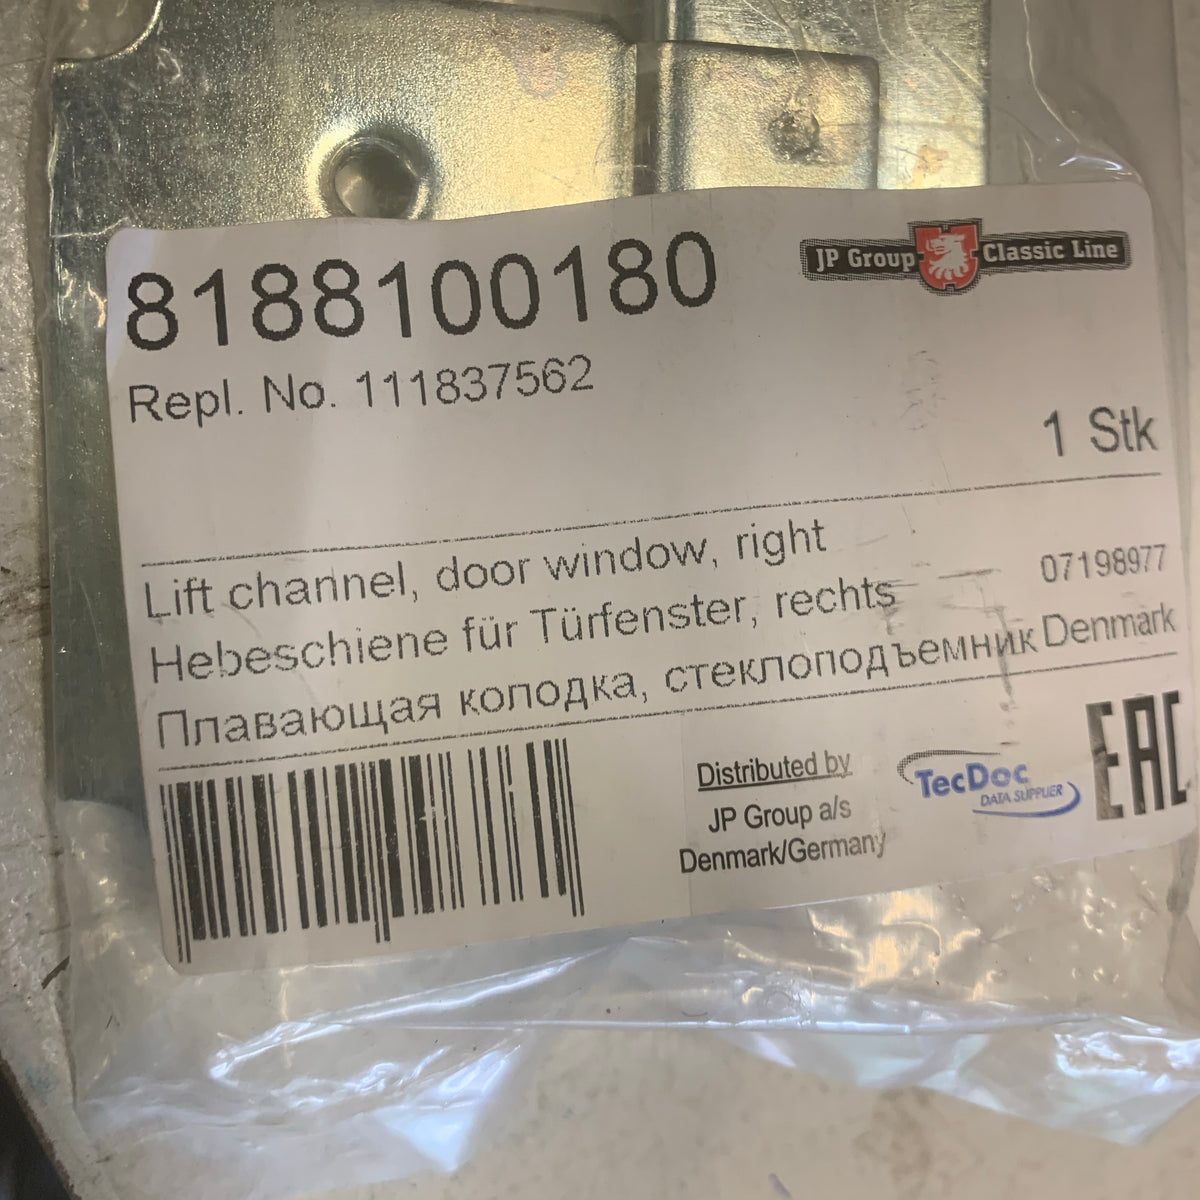 8188100180
JP Group Classic Line
Repl. No. 111837562
1 Stk
Lift channel, door window, right
Hebeschiene für Türfenster, rechts
07198977
Плавающая колодка, стеклоподъемник
Denmark
Distributed by
JP Group a/s
Denmark/Germany
TecDoc
DATA SUPPLIER
EAC